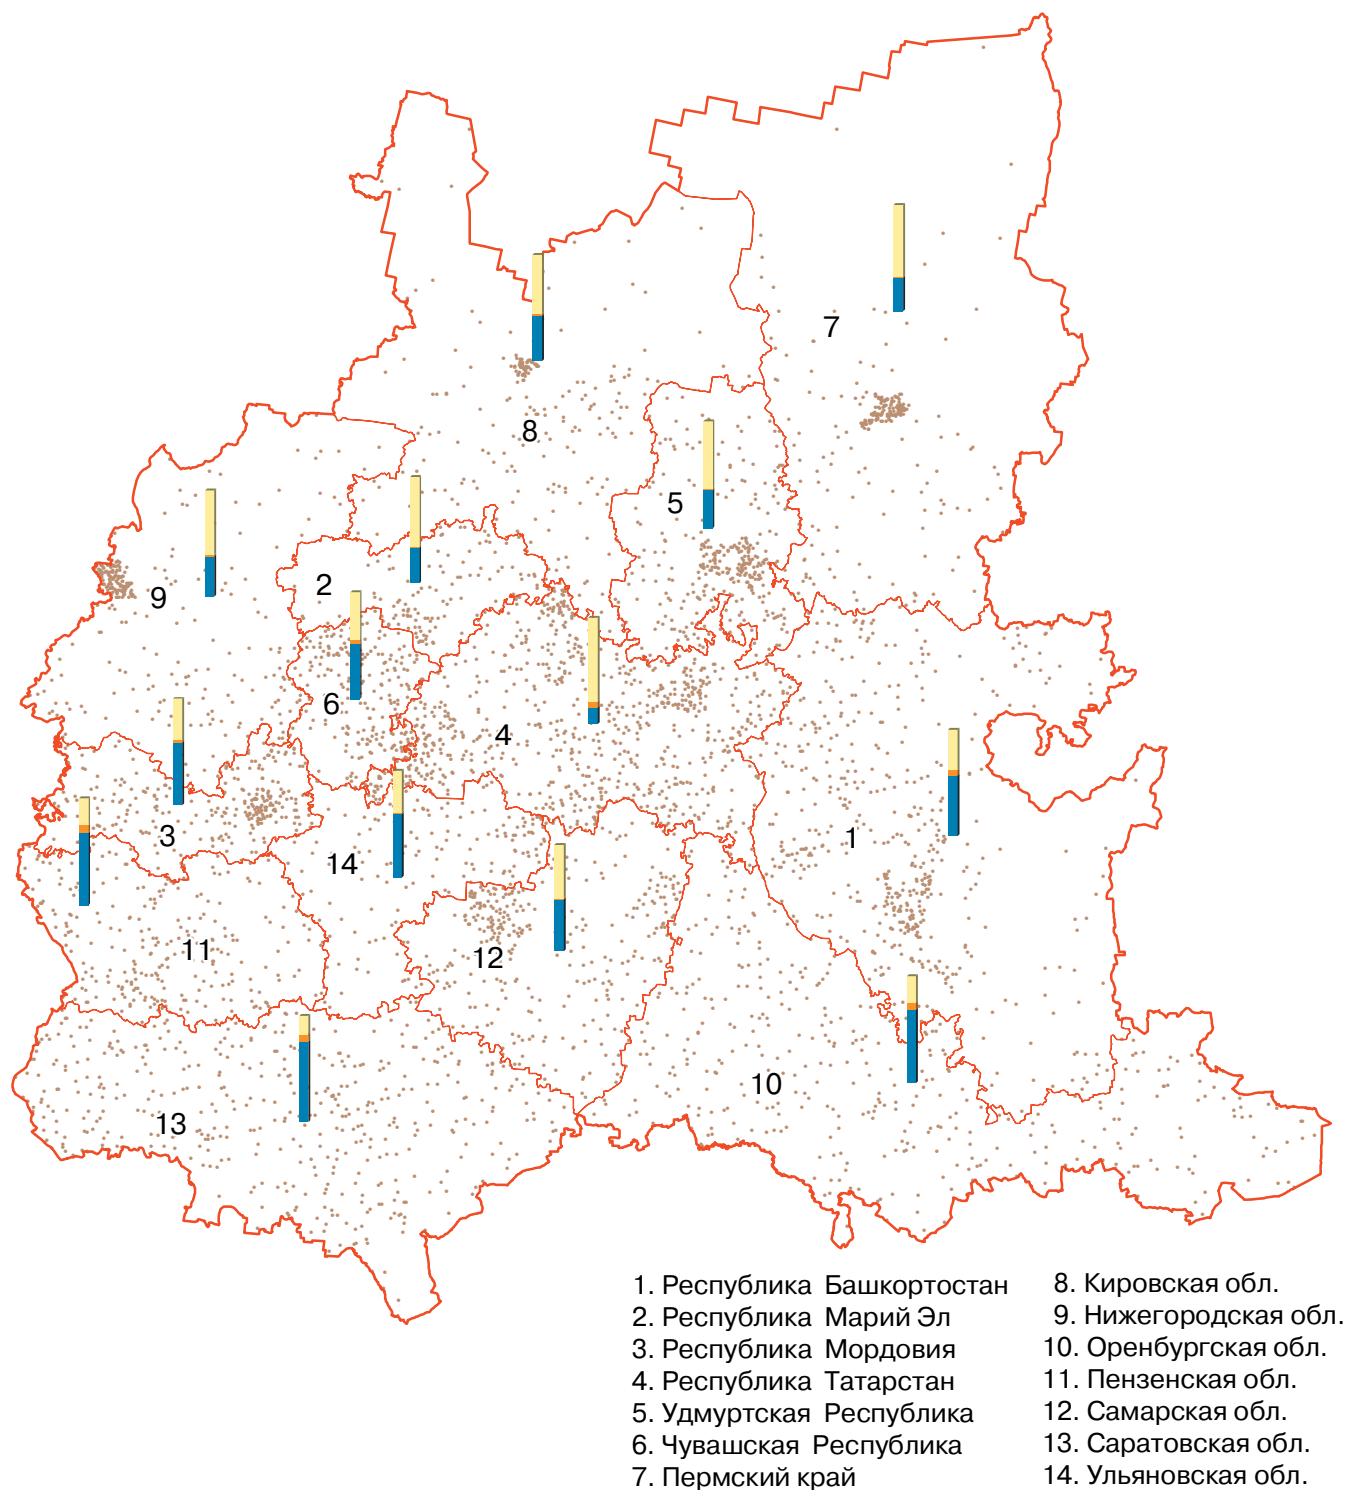 7
8
5
2
9
6
4
3
1
14
11
12
10
13
1. Республика Башкортостан
2. Республика Марий Эл
3. Республика Мордовия
4. Республика Татарстан
5. Удмуртская Республика
6. Чувашская Республика
7. Пермский край
8. Кировская обл.
9. Нижегородская обл.
10. Оренбургская обл.
11. Пензенская обл.
12. Самарская обл.
13. Саратовская обл.
14. Ульяновская обл.